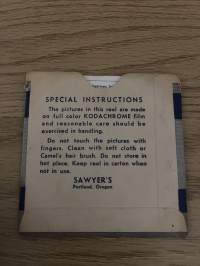 SPECIAL INSTRUCTIONS
The pictures in this reel are made
on full color KODACHROME film
and reasonable care should be
exercised in handling.
Do not touch the pictures with
fingers. Clean with soft cloth or
Camel's hair brush. Do not store in
hot place. Keep reel in carton when
not in use.
SAWYER'S
Portland, Oregon